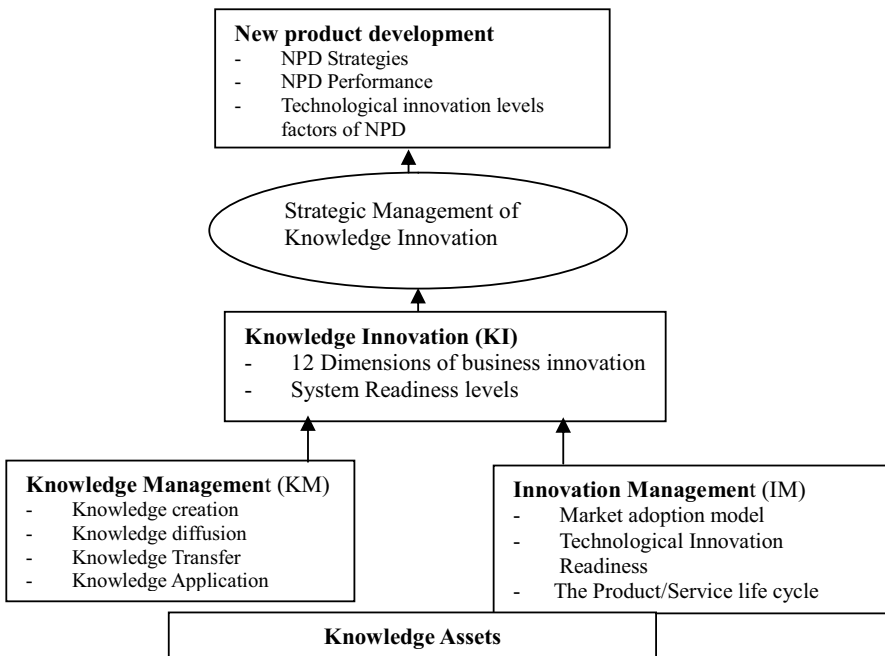 New product development
- NPD Strategies
- NPD Performance
- Technological innovation levels
factors of NPD
Strategic Management of
Knowledge Innovation
Knowledge Innovation (KI)
- 12 Dimensions of business innovation
- System Readiness levels
Knowledge Management (KM)
- Knowledge creation
- Knowledge diffusion
- Knowledge Transfer
- Knowledge Application
Innovation Management (IM)
- Market adoption model
- Technological Innovation
Readiness
- The Product/Service life cycle
Knowledge Assets